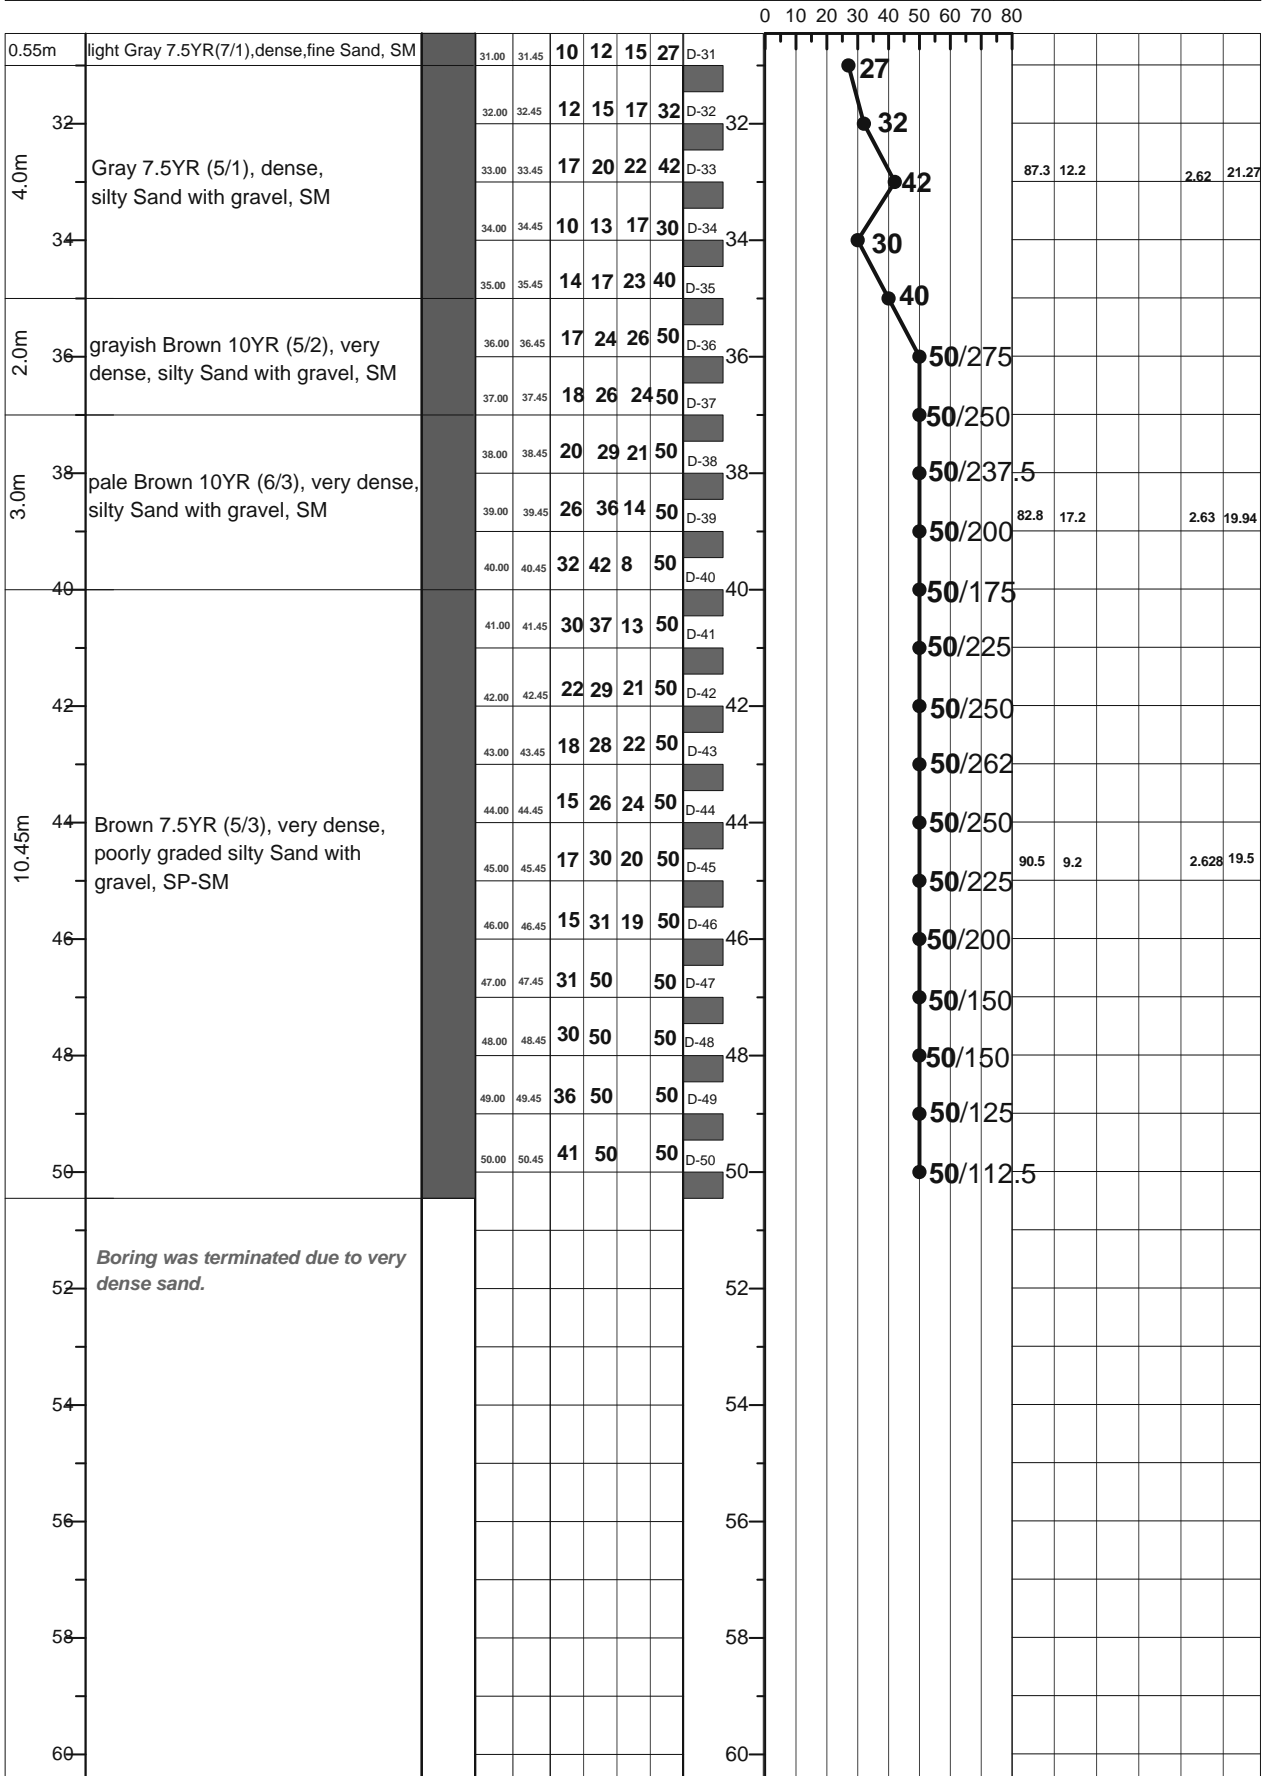 0 10 20 30 40 50 60 70 80
0.55m light Gray 7.5YR(7/1),dense,fine Sand, SM 31.00 31.45 10 12 15 27 D-31 27
32.00 32.45 12 15 17 32 D-32
32 32 32
4.0m
Gray 7.5YR (5/1), dense,
silty Sand with gravel, SM
33.00 33.45 17 20 22 42 D-33 42 87.3 12.2 2.62 21.27
34.00 34.45 10 13 17 30 D-34
34 34 30
35.00 35.45 14 17 23 40 D-35 40
2.0m
grayish Brown 10YR (5/2), very
dense, silty Sand with gravel, SM
36.00 36.45 17 24 26 50 D-36
36 36 50/275
37.00 37.45 18 26 24 50 D-37 50/250
38.00 38.45 20 29 21 50 D-38
38 38 50/237.5
3.0m
pale Brown 10YR (6/3), very dense,
silty Sand with gravel, SM
39.00 39.45 26 36 14 50 D-39 50/200 82.8 17.2 2.63 19.94
40.00 40.45 32 42 8 50 D-40
40 40 50/175
41.00 41.45 30 37 13 50 D-41 50/225
42.00 42.45 22 29 21 50 D-42
42 42 50/250
43.00 43.45 18 28 22 50 D-43 50/262
44.00 44.45 15 26 24 50 D-44
44 44 50/250
10.45m
Brown 7.5YR (5/3), very dense,
poorly graded silty Sand with
gravel, SP-SM
45.00 45.45 17 30 20 50 D-45 50/225 90.5 9.2 2.628 19.5
46.00 46.45 15 31 19 50 D-46
46 46 50/200
47.00 47.45 31 50 50 D-47 50/150
48.00 48.45 30 50 50 D-48
48 48 50/150
49.00 49.45 36 50 50 D-49 50/125
50.00 50.45 41 50 50 D-50
50 50 50/112.5
Boring was terminated due to very
dense sand.
52 52
54 54
56 56
58 58
60 60